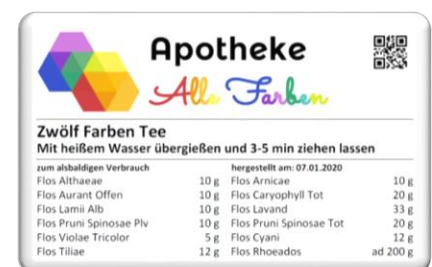 Apotheke
Alle Farben
Zwölf Farben Tee
Mit heißem Wasser übergießen und 3-5 min ziehen lassen
zum alsbaldigen Verbrauch hergestellt am: 07.01.2020
Flos Althaeae 10 g Flos Arnicae 10 g
Flos Aurant Offen 10 g Flos Caryophyll Tot 20 g
Flos Lamii Alb 10 g Flos Lavand 33 g
Flos Pruni Spinosae Plv 10 g Flos Pruni Spinosae Tot 20 g
Flos Violae Tricolor 5 g Flos Cyani 12 g
Flos Tiliae 12 g Flos Rhoeados ad 200 g